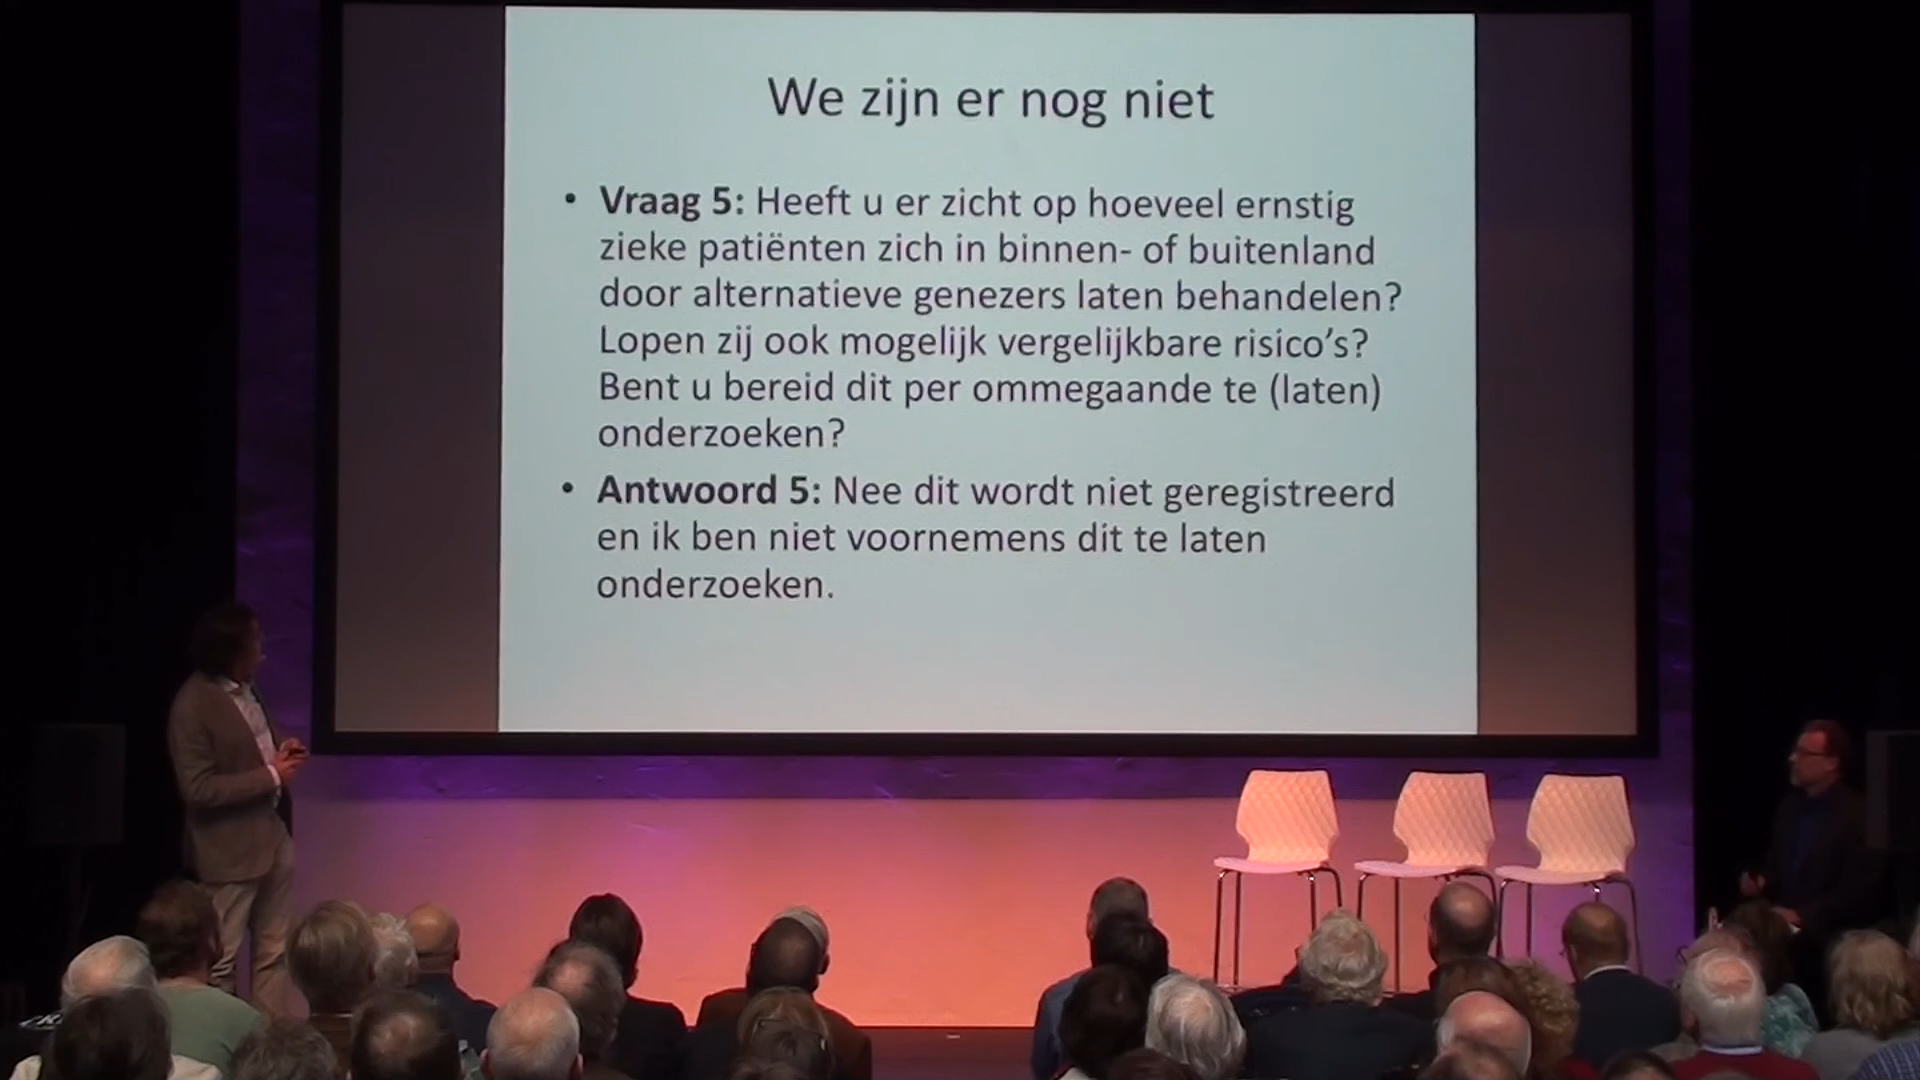 We zijn er nog niet
• Vraag 5: Heeft u er zicht op hoeveel ernstig
zieke patiënten zich in binnen- of buitenland
door alternatieve genezers laten behandelen?
Lopen zij ook mogelijk vergelijkbare risico’s?
Bent u bereid dit per ommegaande te (laten)
onderzoeken?
• Antwoord 5: Nee dit wordt niet geregistreerd
en ik ben niet voornemens dit te laten
onderzoeken.